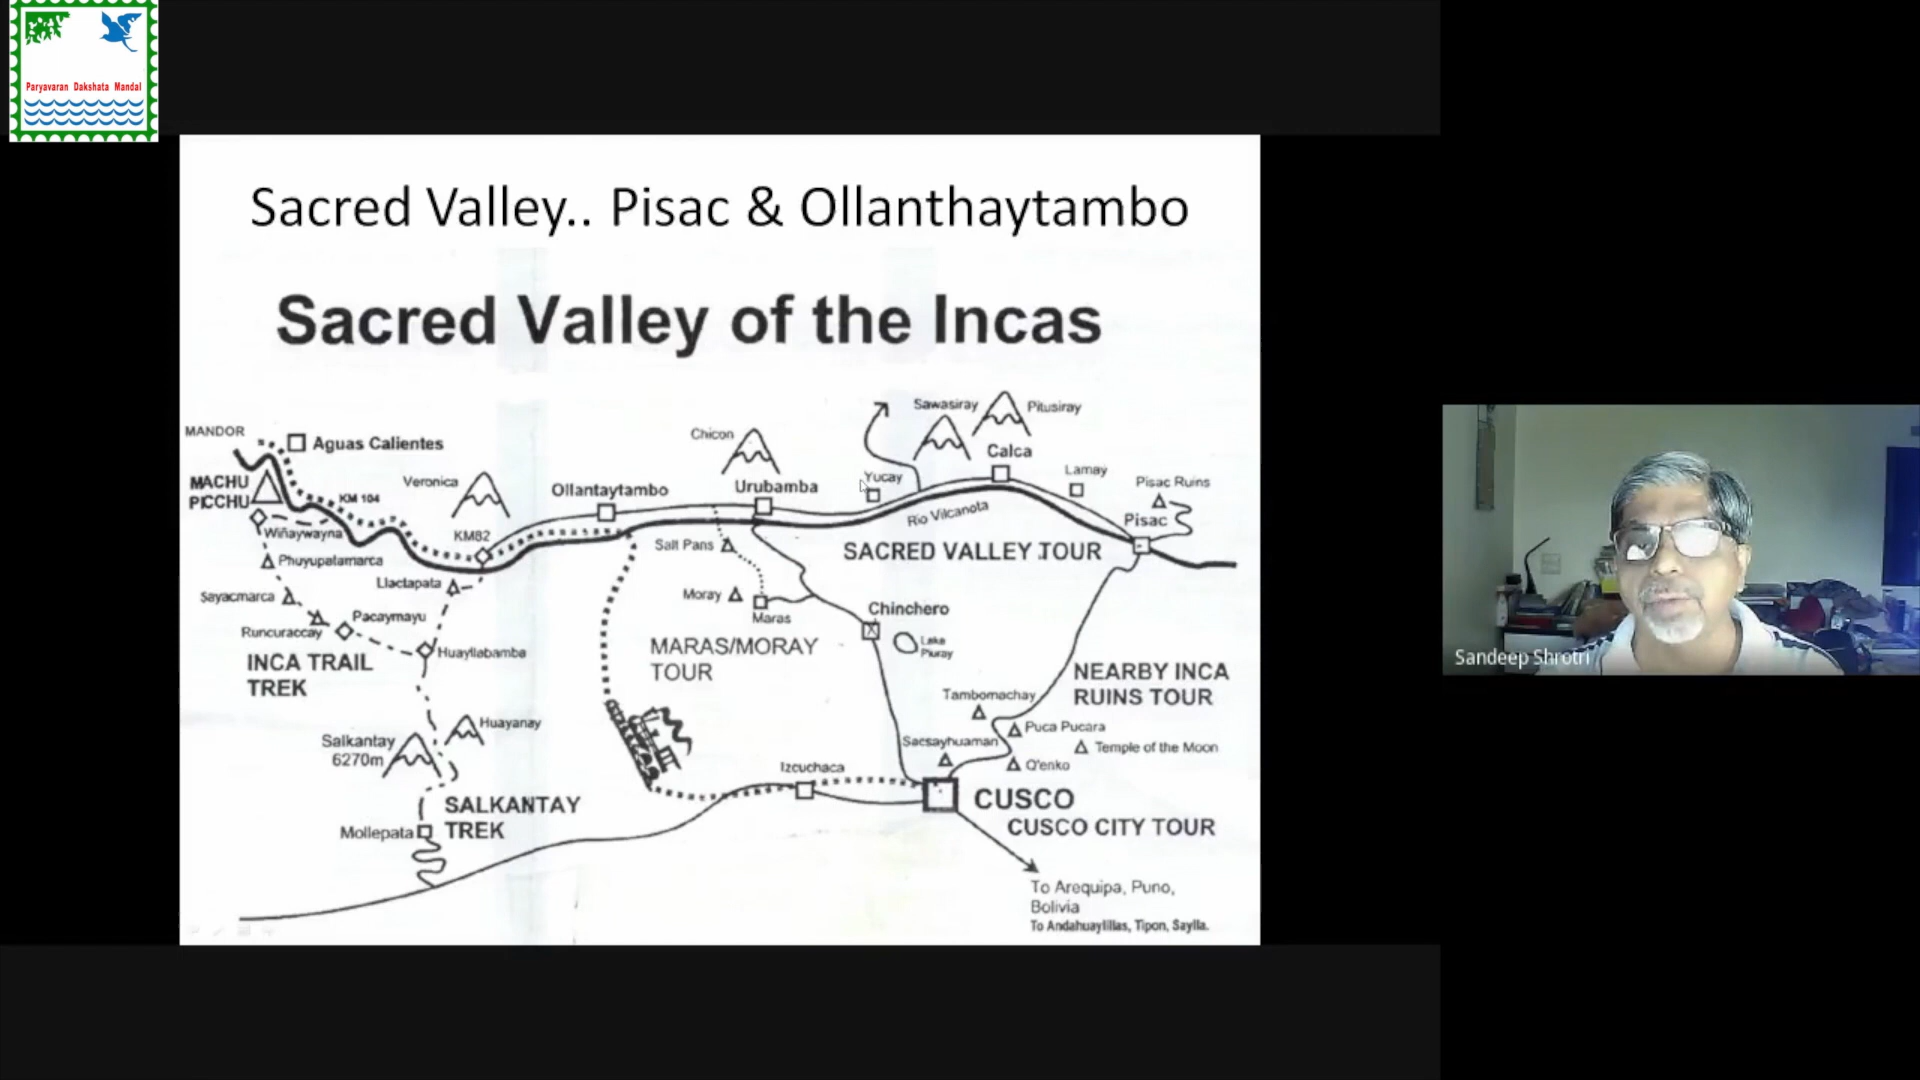 Paryavaran Dakshata Mandal
Sacred Valley.. Pisac & Ollanthaytambo
Sacred Valley of the Incas
MANDOR
Aguas Calientes
MACHU
PICCHU
KM 104
Veronica
Ollantaytambo
Chicon
Urubamba
Yucay
Sawasiray
Pitusiray
Calca
Lamay
Pisac Ruins
Pisac
Rio Vilcanota
SACRED VALLEY TOUR
Wiñaywayna
KM82
Phuyupatamarca
Llactapata
Sayacmarca
Pacaymayu
Runcuraccay
Huayllabamba
INCA TRAIL
TREK
Salt Pans
Moray
Maras
MARAS/MORAY
TOUR
Chinchero
Lake
Piuray
NEARBY INCA
RUINS TOUR
Tambomachay
Puca Pucara
Sacsayhuaman
Temple of the Moon
Q'enko
Huayanay
Salkantay
6270m
Izcuchaca
SALKANTAY
TREK
Mollepata
CUSCO
CUSCO CITY TOUR
To Arequipa, Puno,
Bolivia
To Andahuaylillas, Tipon, Saylla.
Sandeep Shrotri